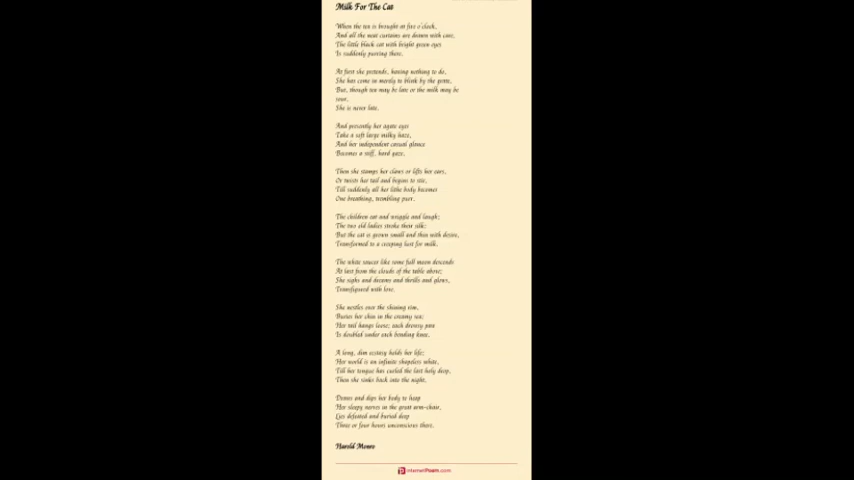 Milk For The Cat
When the tea is brought at five o'clock,
And all the neat curtains are drawn with care,
The little black cat with bright green eyes
Is suddenly purring there.
At first she pretends, having nothing to do,
She has come in merely to blink by the grate,
But, though tea may be late or the milk may be
sour,
She is never late.
And presently her agate eyes
Take a soft large milky haze,
And her independent casual glance
Becomes a stiff, hard gaze.
Then she stamps her claws or lifts her ears,
Or twists her tail and begins to stir,
Till suddenly all her lithe body becomes
One breathing, trembling purr.
The children eat and wriggle and laugh;
The two old ladies stroke their silk:
But the cat is grown small and thin with desire,
Transformed to a creeping lust for milk.
The white saucer like some full moon descends
At last from the clouds of the table above;
She sighs and dreams and thrills and glows,
Transfigured with love.
She nestles over the shining rim,
Buries her chin in the creamy sea;
Her tail hangs loose; each drowsy paw
Is doubled under each bending knee.
A long, dim ecstasy holds her life;
Her world is an infinite shapeless white,
Till her tongue has curled the last holy drop,
Then she sinks back into the night,
Draws and dips her body to heap
Her sleepy nerves in the great arm-chair,
Lies defeated and buried deep
Three or four hours unconscious there.
Harold Monro
InternetPoem.com